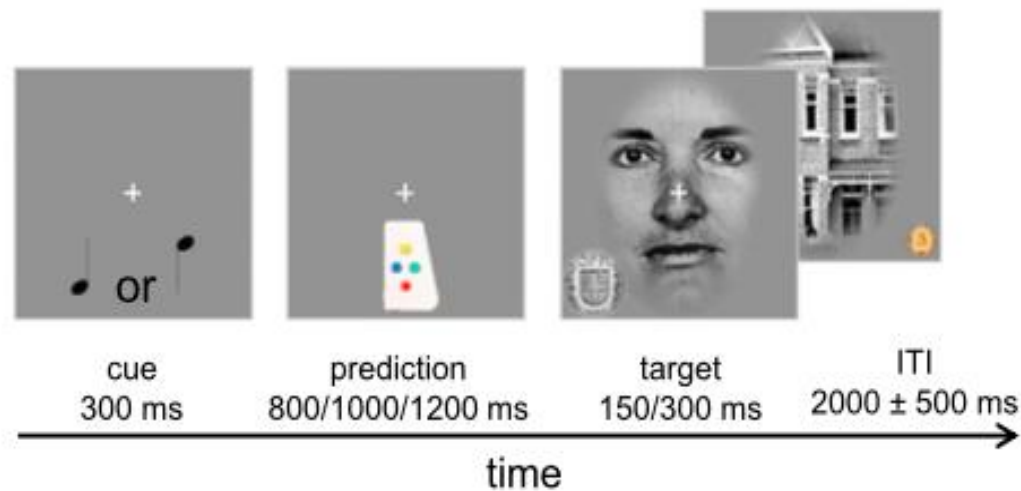 or
cue
300 ms
prediction
800/1000/1200 ms
target
150/300 ms
ITI
2000 ± 500 ms
time